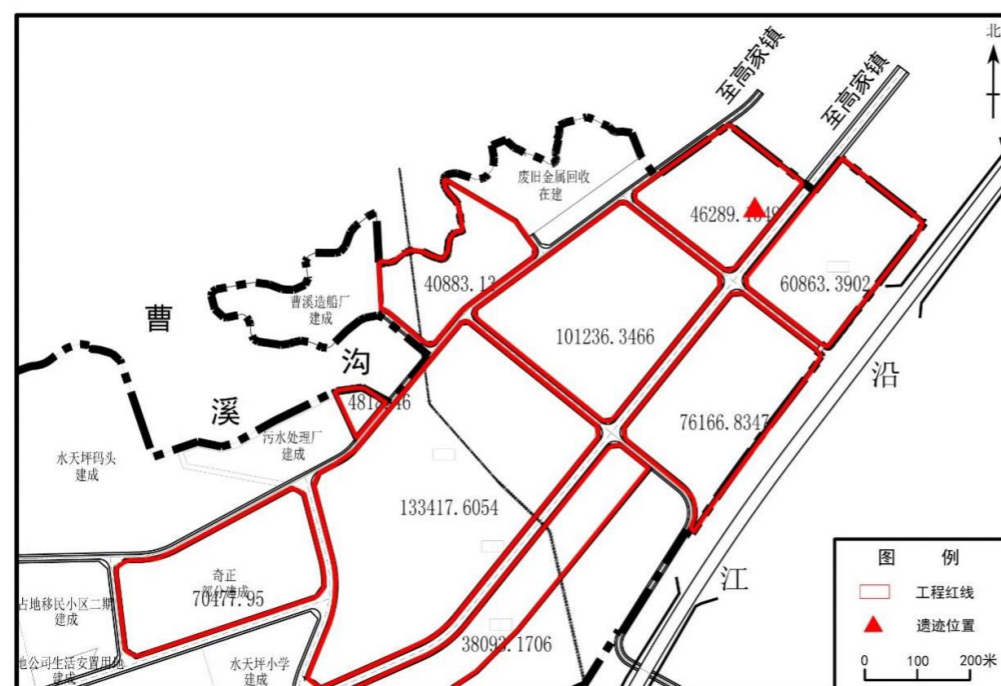 北
至高家镇
至高家镇
废旧金属回收
在建
40883.13
60863.3902
曹溪造船厂
建成
曹
溪
沟
101236.3466
沿
江
76166.8347
水天坪码头
建成
污水处理厂
建成
133417.6054
奇正
部分建成
70477.95
占地移民小区二期
建成
38093.1706
地公司生活安置用地
建成
水天坪小学
建成
图 例
工程红线
遗迹位置
0 100 200米